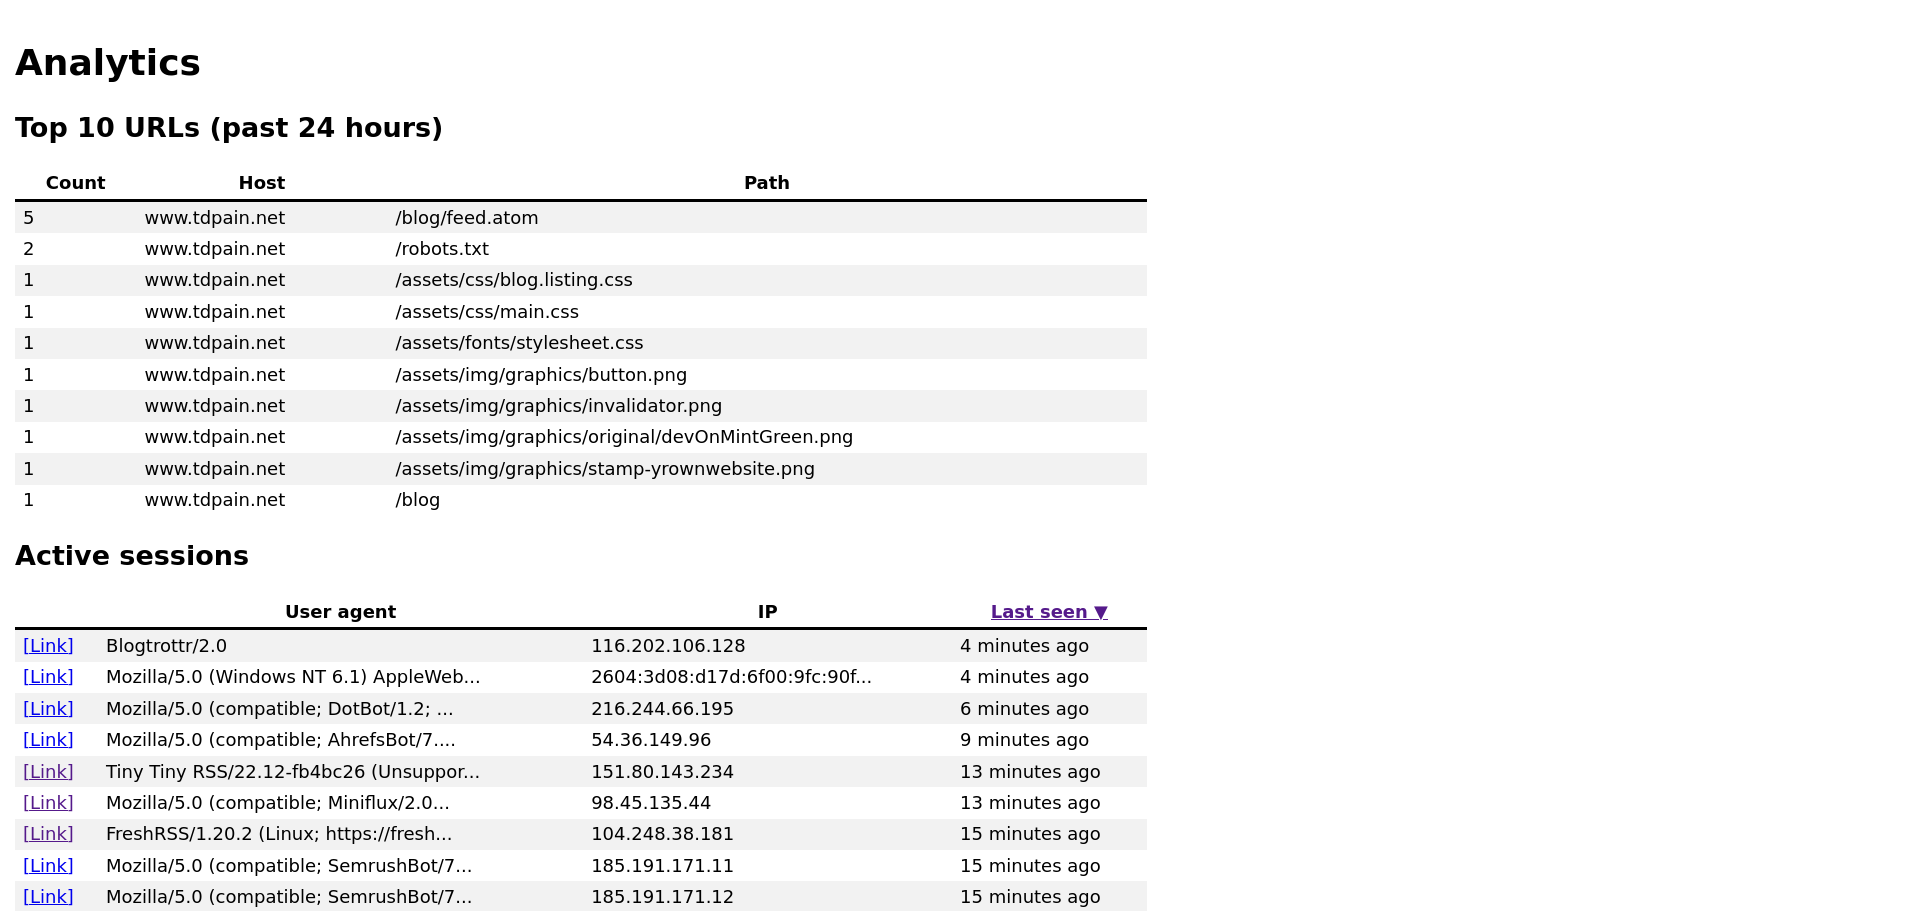 Analytics
Top 10 URLs (past 24 hours)
Count Host Path
5 www.tdpain.net /blog/feed.atom
2 www.tdpain.net /robots.txt
1 www.tdpain.net /assets/css/blog.listing.css
1 www.tdpain.net /assets/css/main.css
1 www.tdpain.net /assets/fonts/stylesheet.css
1 www.tdpain.net /assets/img/graphics/button.png
1 www.tdpain.net /assets/img/graphics/invalidator.png
1 www.tdpain.net /assets/img/graphics/original/devOnMintGreen.png
1 www.tdpain.net /assets/img/graphics/stamp-yrownwebsite.png
1 www.tdpain.net /blog
Active sessions
User agent IP Last seen ▼
[Link] Blogtrottr/2.0 116.202.106.128 4 minutes ago
[Link] Mozilla/5.0 (Windows NT 6.1) AppleWeb... 2604:3d08:d17d:6f00:9fc:90f... 4 minutes ago
[Link] Mozilla/5.0 (compatible; DotBot/1.2; ... 216.244.66.195 6 minutes ago
[Link] Mozilla/5.0 (compatible; AhrefsBot/7.... 54.36.149.96 9 minutes ago
[Link] Tiny Tiny RSS/22.12-fb4bc26 (Unsuppor... 151.80.143.234 13 minutes ago
[Link] Mozilla/5.0 (compatible; Miniflux/2.0... 98.45.135.44 13 minutes ago
[Link] FreshRSS/1.20.2 (Linux; https://fresh... 104.248.38.181 15 minutes ago
[Link] Mozilla/5.0 (compatible; SemrushBot/7... 185.191.171.11 15 minutes ago
[Link] Mozilla/5.0 (compatible; SemrushBot/7... 185.191.171.12 15 minutes ago